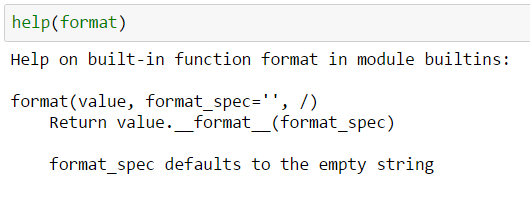 help(format)
Help on built-in function format in module builtins:
format(value, format_spec='', /)
Return value.__format__(format_spec)
format_spec defaults to the empty string